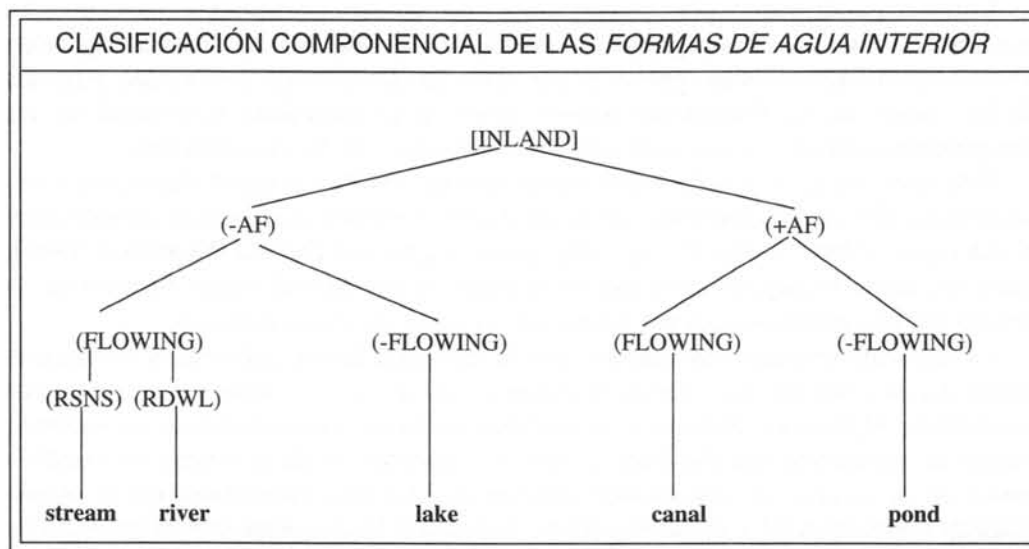 CLASIFICACIÓN COMPONENCIAL DE LAS FORMAS DE AGUA INTERIOR
[INLAND]
(-AF) (+AF)
(FLOWING) (-FLOWING) (FLOWING) (-FLOWING)
(RSNS) (RDWL)
stream river lake canal pond